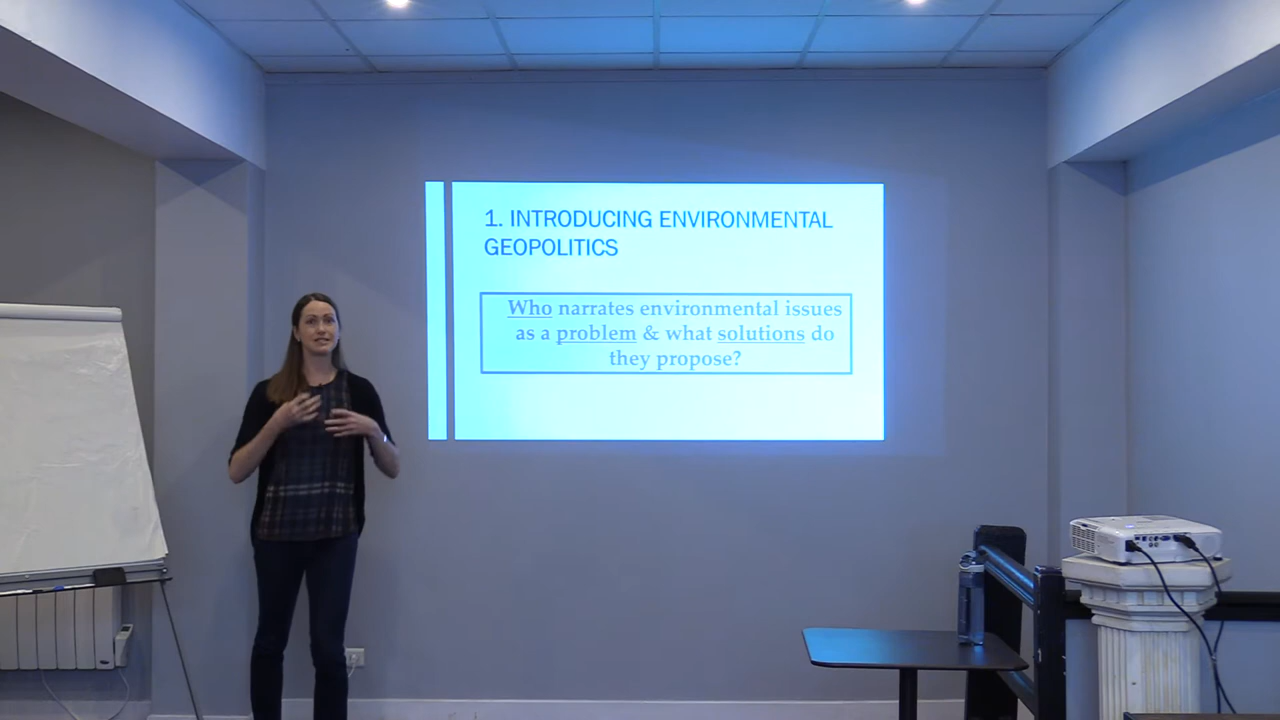 1. INTRODUCING ENVIRONMENTAL
GEOPOLITICS
Who narrates environmental issues
as a problem & what solutions do
they propose?